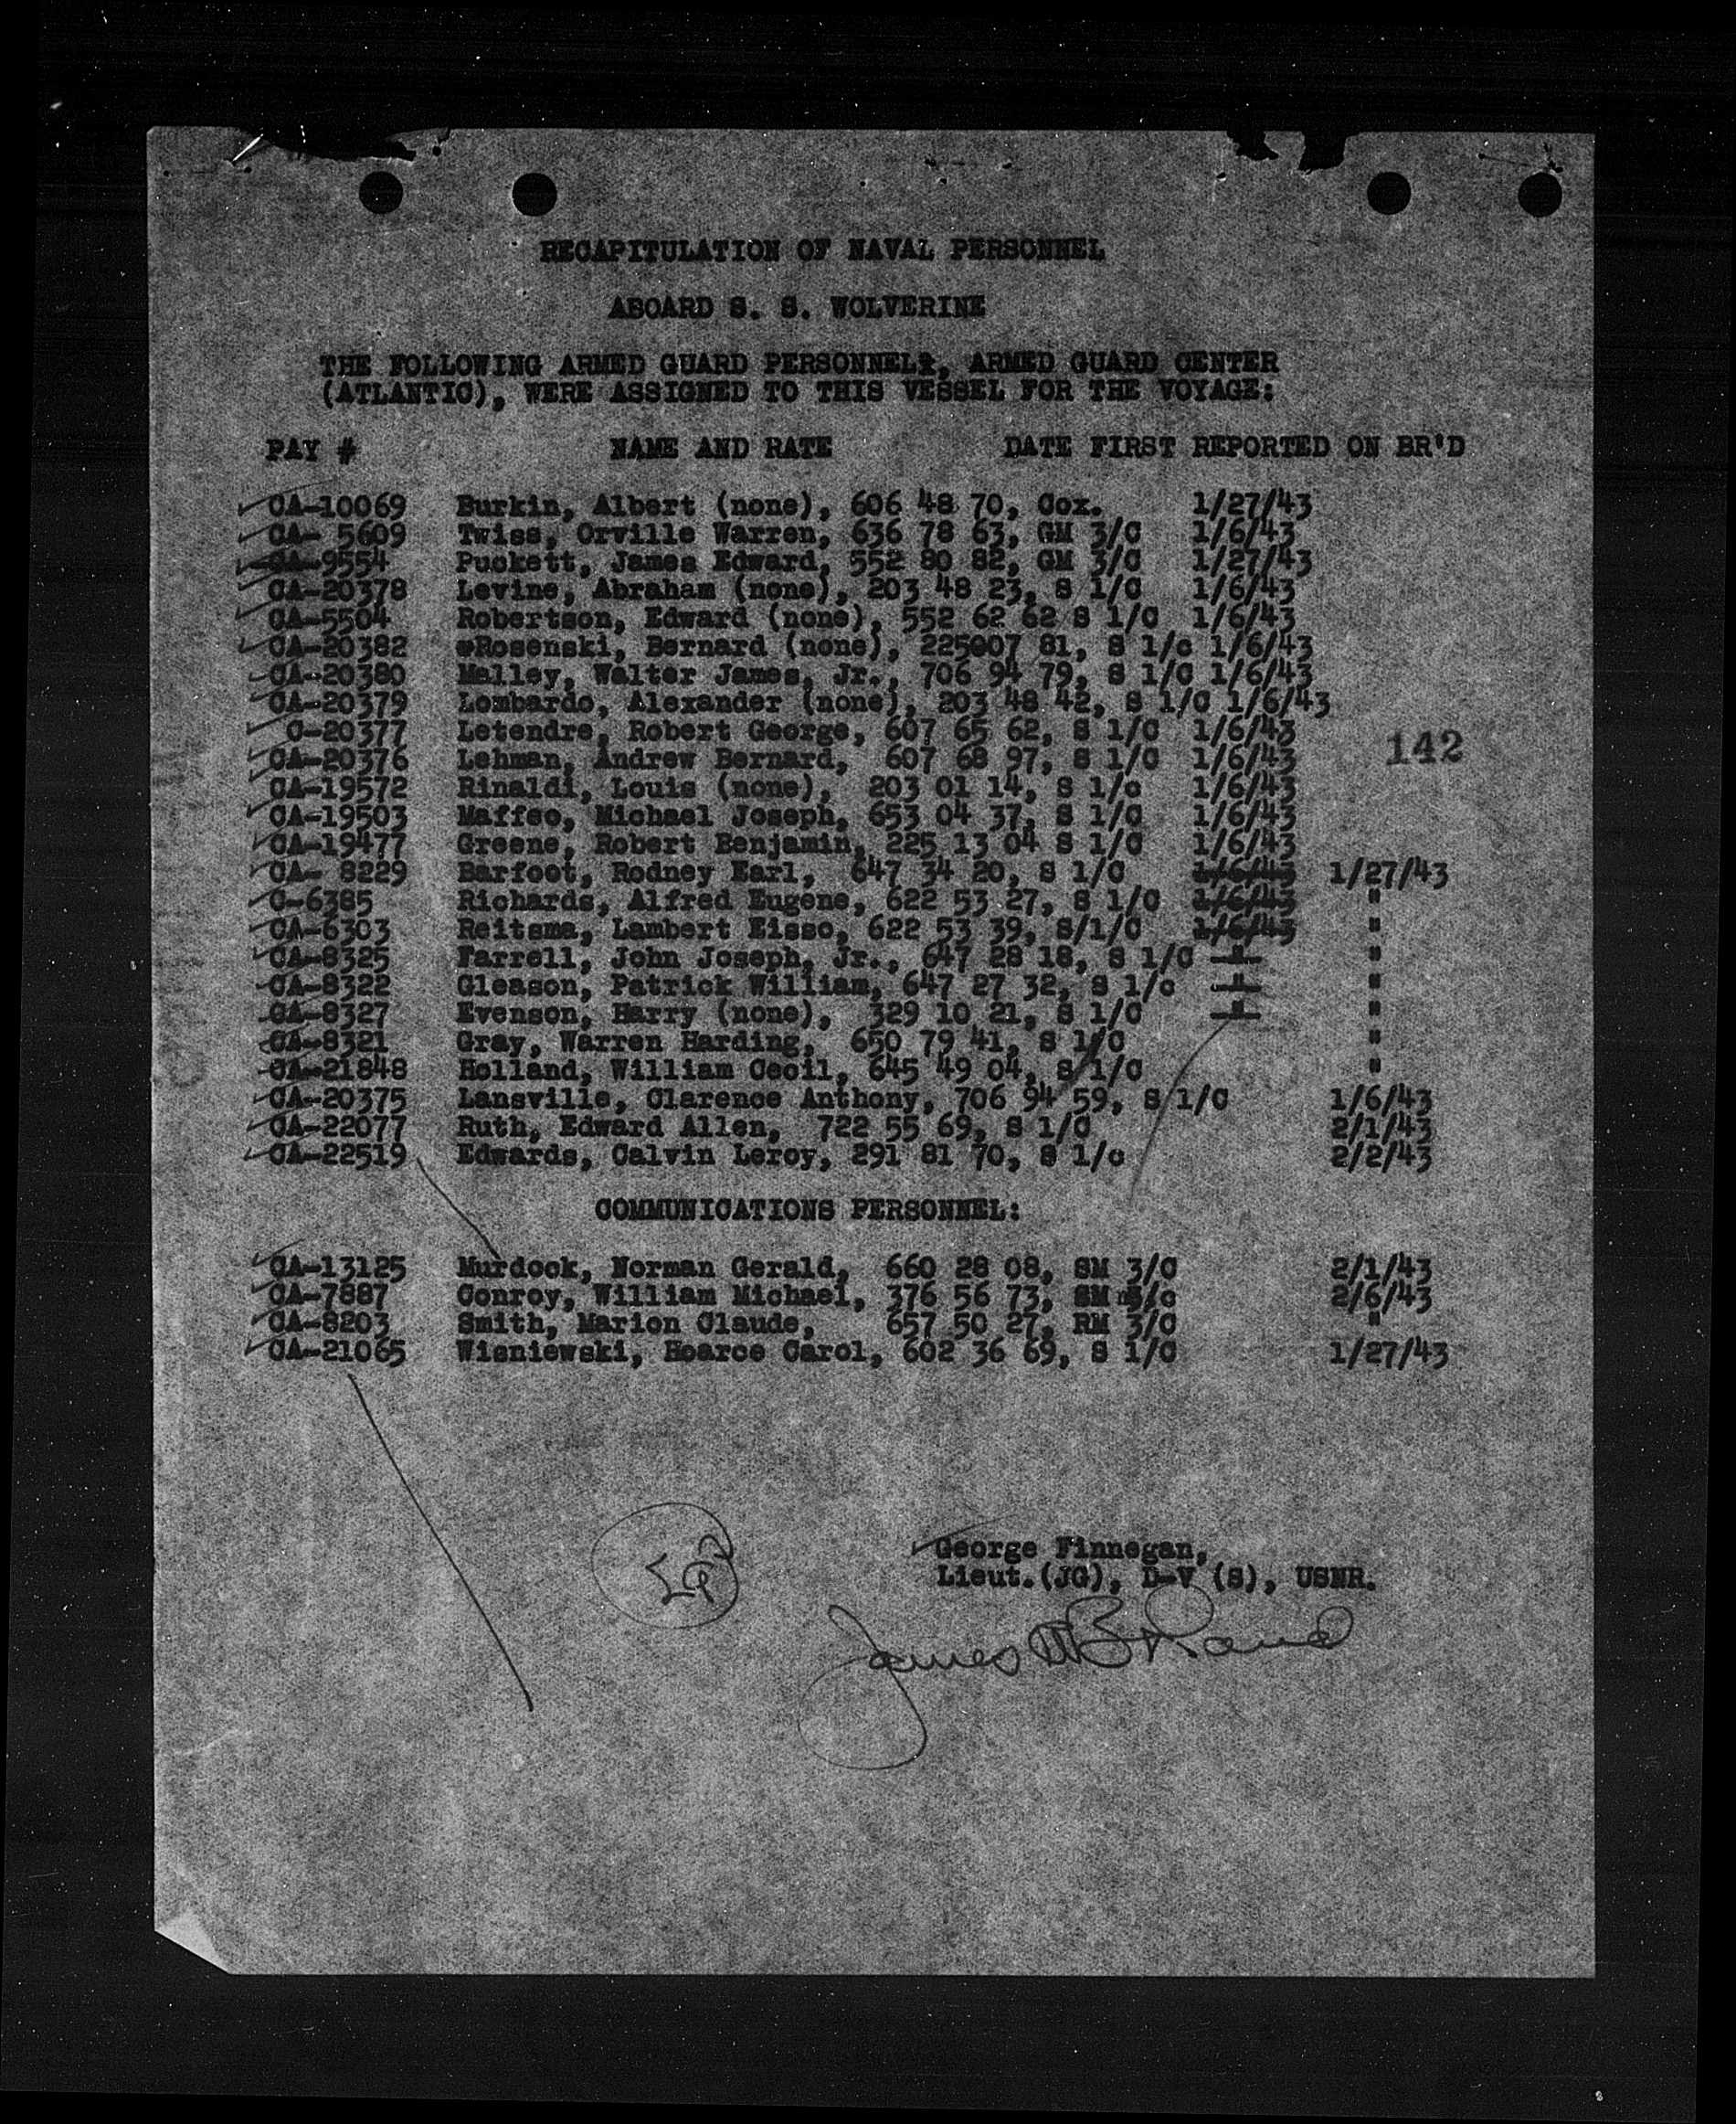 RECAPITULATION OF NAVAL PERSONNEL
ABOARD S. S. WOLVERINE
THE FOLLOWING ARMED GUARD PERSONNEL, ARMED GUARD CENTER
(ATLANTIC), WERE ASSIGNED TO THIS VESSEL FOR THE VOYAGE:
PAY # NAME AND RATE DATE FIRST REPORTED ON BR'D
CA-10069 Burkin, Albert (none), 606 48 70, Cox. 1/27/43
CA- 5609 Twiss, Orville Warren, 636 78 63, GM 3/C 1/6/43
CA-9554 Puckett, James Edward, 552 80 82, GM 3/C 1/27/43
CA-20378 Levine, Abraham (none), 203 48 23, S 1/C 1/6/43
CA-5504 Robertson, Edward (none), 552 62 62 S 1/C 1/6/43
CA-20382 Rosenski, Bernard (none), 225007 81, S 1/c 1/6/43
CA-20380 Malley, Walter James, Jr., 706 94 79, S 1/C 1/6/43
CA-20379 Lombardo, Alexander (none), 203 48 42, S 1/C 1/6/43
C-20377 Letendre, Robert George, 607 65 62, S 1/C 1/6/43
142
CA-20376 Lehman, Andrew Bernard, 607 68 97, S 1/C 1/6/43
CA-19572 Rinaldi, Louis (none), 203 01 14, S 1/c 1/6/43
CA-19503 Maffeo, Michael Joseph, 653 04 37, S 1/C 1/6/43
CA-19477 Greene, Robert Benjamin, 225 13 04 S 1/C 1/6/43
CA- 8229 Barfoot, Rodney Earl, 647 34 20, S 1/C 1/6/43 1/27/43
C-6385 Richards, Alfred Eugene, 622 53 27, S 1/C 1/6/43 "
CA-6303 Reitsma, Lambert Eisso, 622 53 39, S/1/C 1/6/43 "
CA-8325 Farrell, John Joseph, Jr., 647 28 18, S 1/C " "
CA-8322 Gleason, Patrick William, 647 27 32, S 1/c " "
CA-8327 Evenson, Harry (none), 329 10 21, S 1/C " "
CA-8321 Gray, Warren Harding, 650 79 41, S 1/C "
CA-21848 Holland, William Cecil, 645 49 04, S 1/C "
CA-20375 Lansville, Clarence Anthony, 706 94 59, S 1/C 1/6/43
CA-22077 Ruth, Edward Allen, 722 55 69, S 1/C 2/1/43
CA-22519 Edwards, Calvin Leroy, 291 81 70, S 1/c 2/2/43
COMMUNICATIONS PERSONNEL:
CA-13125 Murdock, Norman Gerald, 660 28 08, SM 3/C 2/1/43
CA-7887 Conroy, William Michael, 376 56 73, SM 3/c 2/6/43
CA-8203 Smith, Marion Claude, 657 50 27, RM 3/C "
CA-21065 Wisniewski, Hoarce Carol, 602 36 69, S 1/C 1/27/43
George Finnegan,
Lieut.(JG), D-V (S), USNR.
James